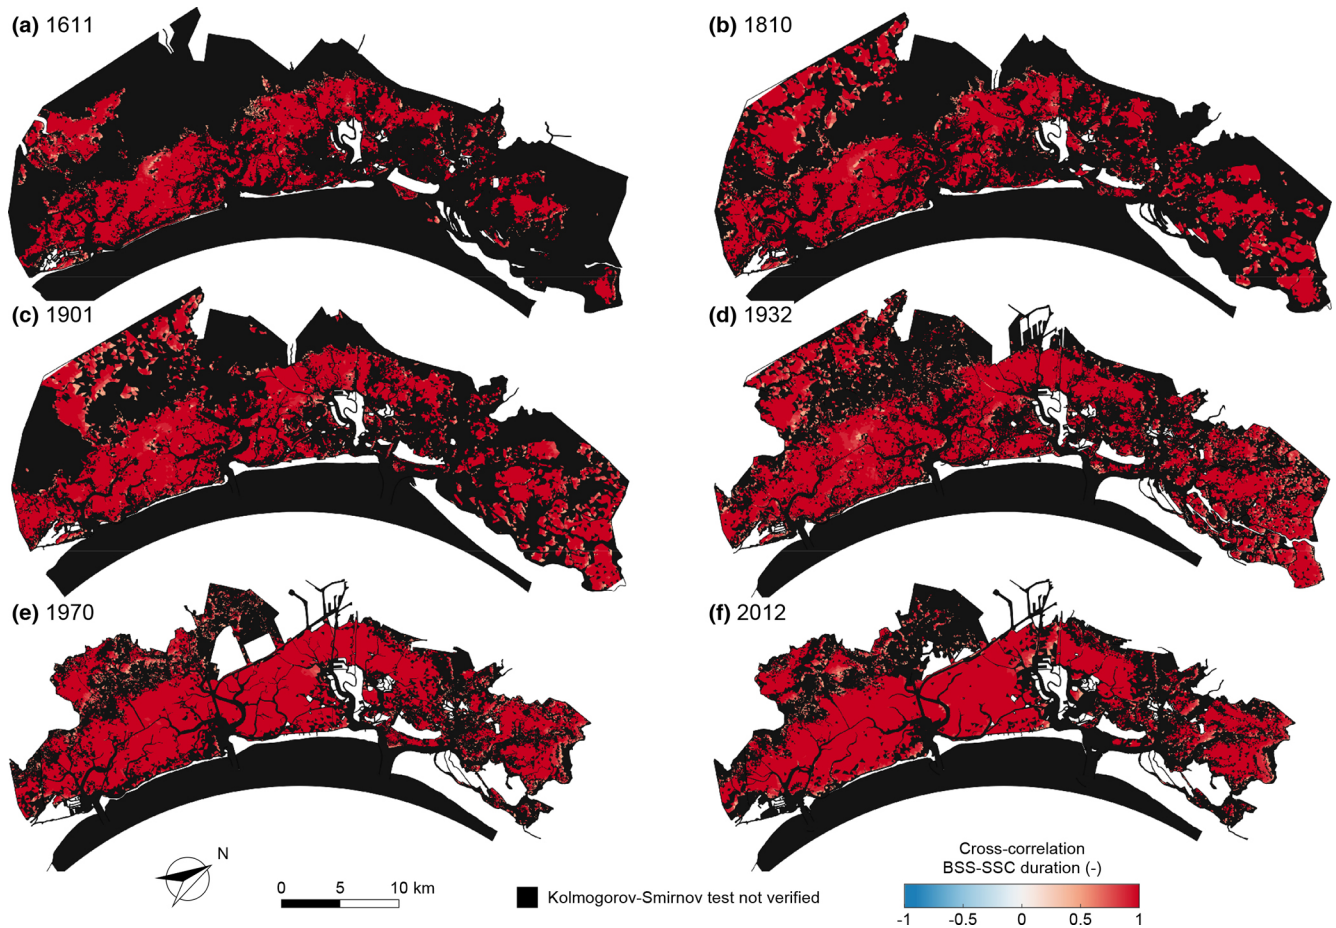 (a) 1611
(b) 1810
(c) 1901
(d) 1932
(e) 1970
(f) 2012
N
0 5 10 km
Kolmogorov-Smirnov test not verified
Cross-correlation
BSS-SSC duration (-)
-1 -0.5 0 0.5 1